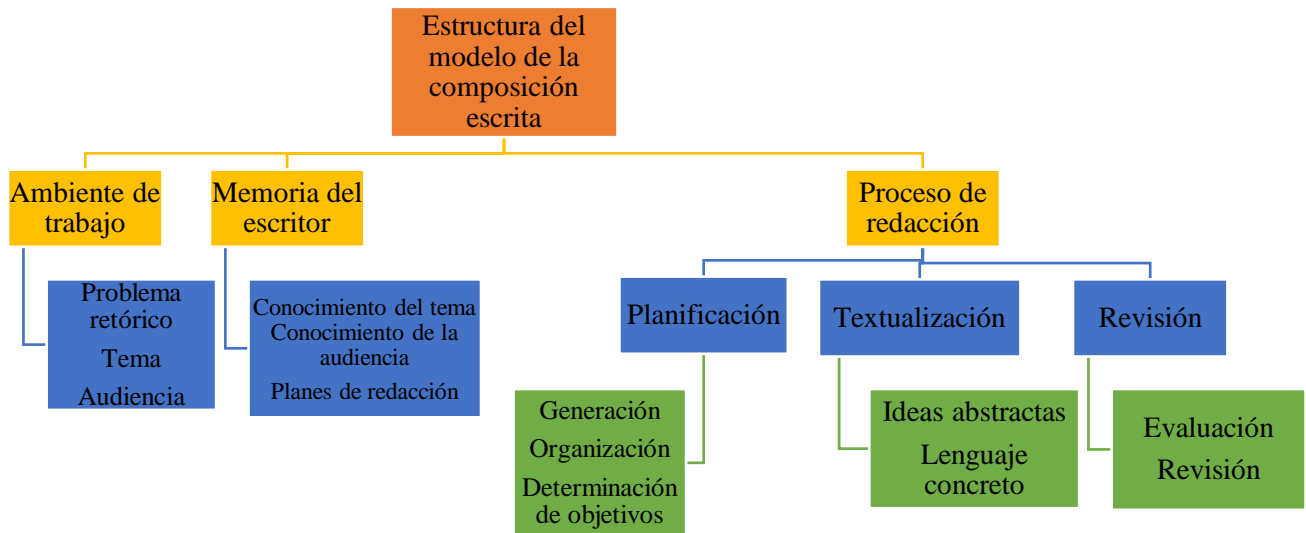 Estructura del
modelo de la
composición
escrita
Ambiente de
trabajo
Memoria del
escritor
Proceso de
redacción
Problema
retórico
Tema
Audiencia
Conocimiento del tema
Conocimiento de la
audiencia
Planes de redacción
Planificación
Textualización
Revisión
Generación
Organización
Determinación
de objetivos
Ideas abstractas
Lenguaje
concreto
Evaluación
Revisión